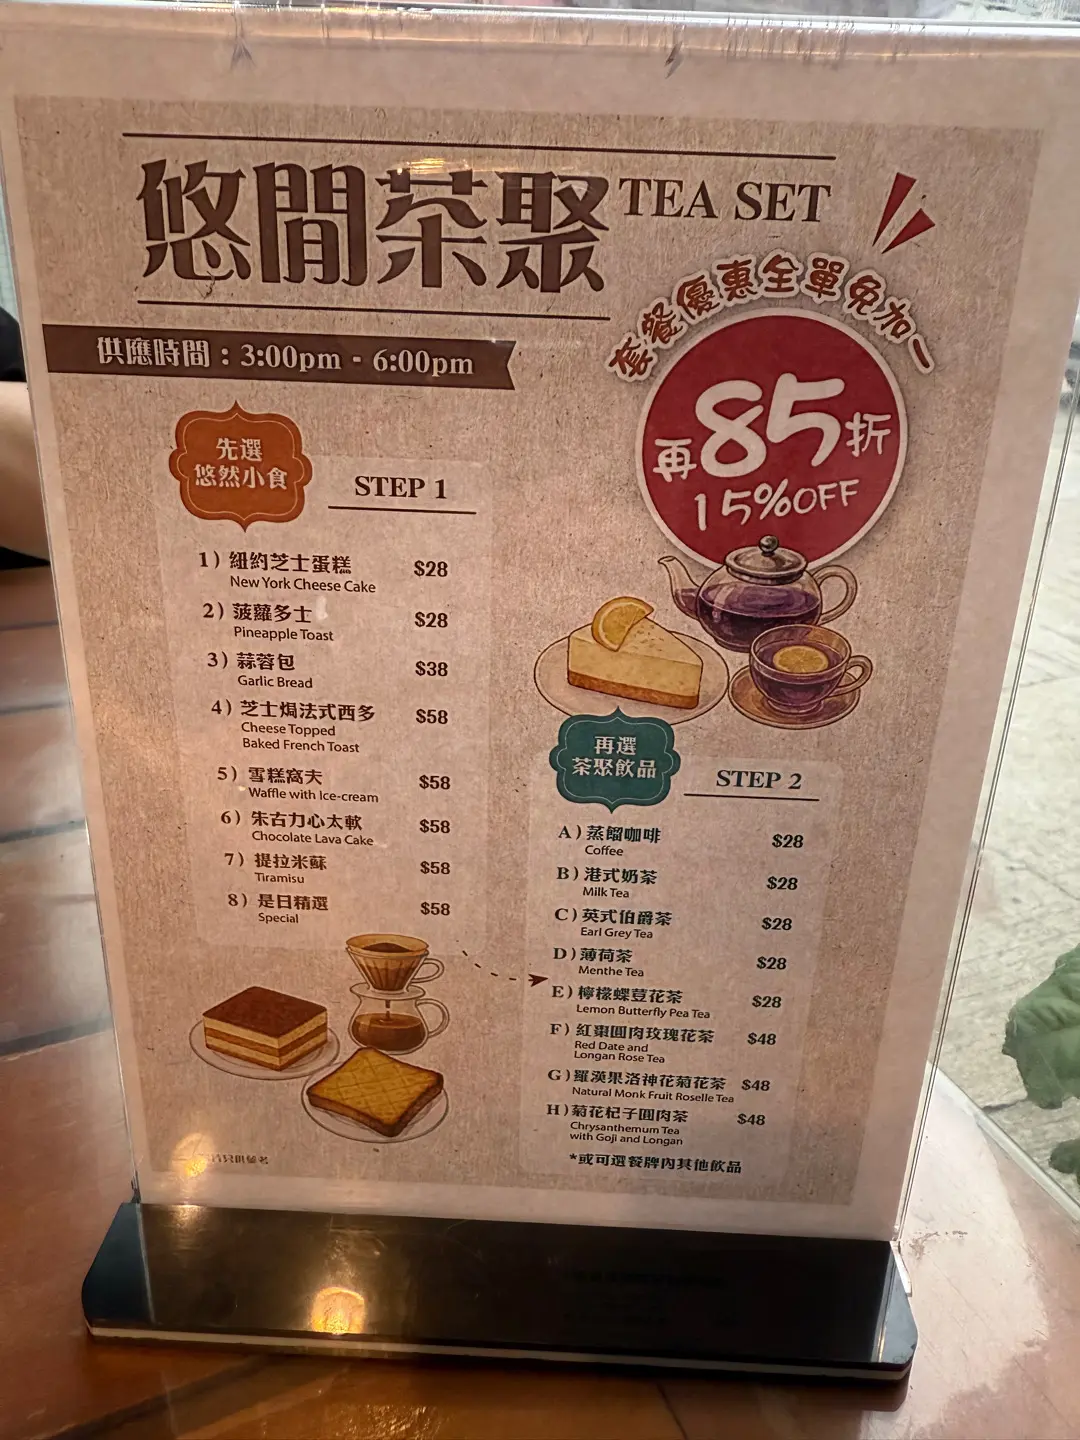 悠閒茶聚 TEA SET
套餐優惠全單免加一
供應時間：3:00pm - 6:00pm
再85折
15%OFF
先選
悠然小食
STEP 1
1) 紐約芝士蛋糕 $28
New York Cheese Cake
2) 菠蘿多士 $28
Pineapple Toast
3) 蒜蓉包 $38
Garlic Bread
4) 芝士焗法式西多 $58
Cheese Topped
Baked French Toast
5) 雪糕窩夫 $58
Waffle with Ice-cream
6) 朱古力心太軟 $58
Chocolate Lava Cake
7) 提拉米蘇 $58
Tiramisu
8) 是日精選 $58
Special
再選
茶聚飲品
STEP 2
A) 蒸餾咖啡 $28
Coffee
B) 港式奶茶 $28
Milk Tea
C) 英式伯爵茶 $28
Earl Grey Tea
D) 薄荷茶 $28
Menthe Tea
E) 檸檬蝶荳花茶 $28
Lemon Butterfly Pea Tea
F) 紅棗圓肉玫瑰花茶 $48
Red Date and
Longan Rose Tea
G) 羅漢果洛神花菊花茶 $48
Natural Monk Fruit Roselle Tea
H) 菊花杞子圓肉茶 $48
Chrysanthemum Tea
with Goji and Longan
*或可選餐牌內其他飲品